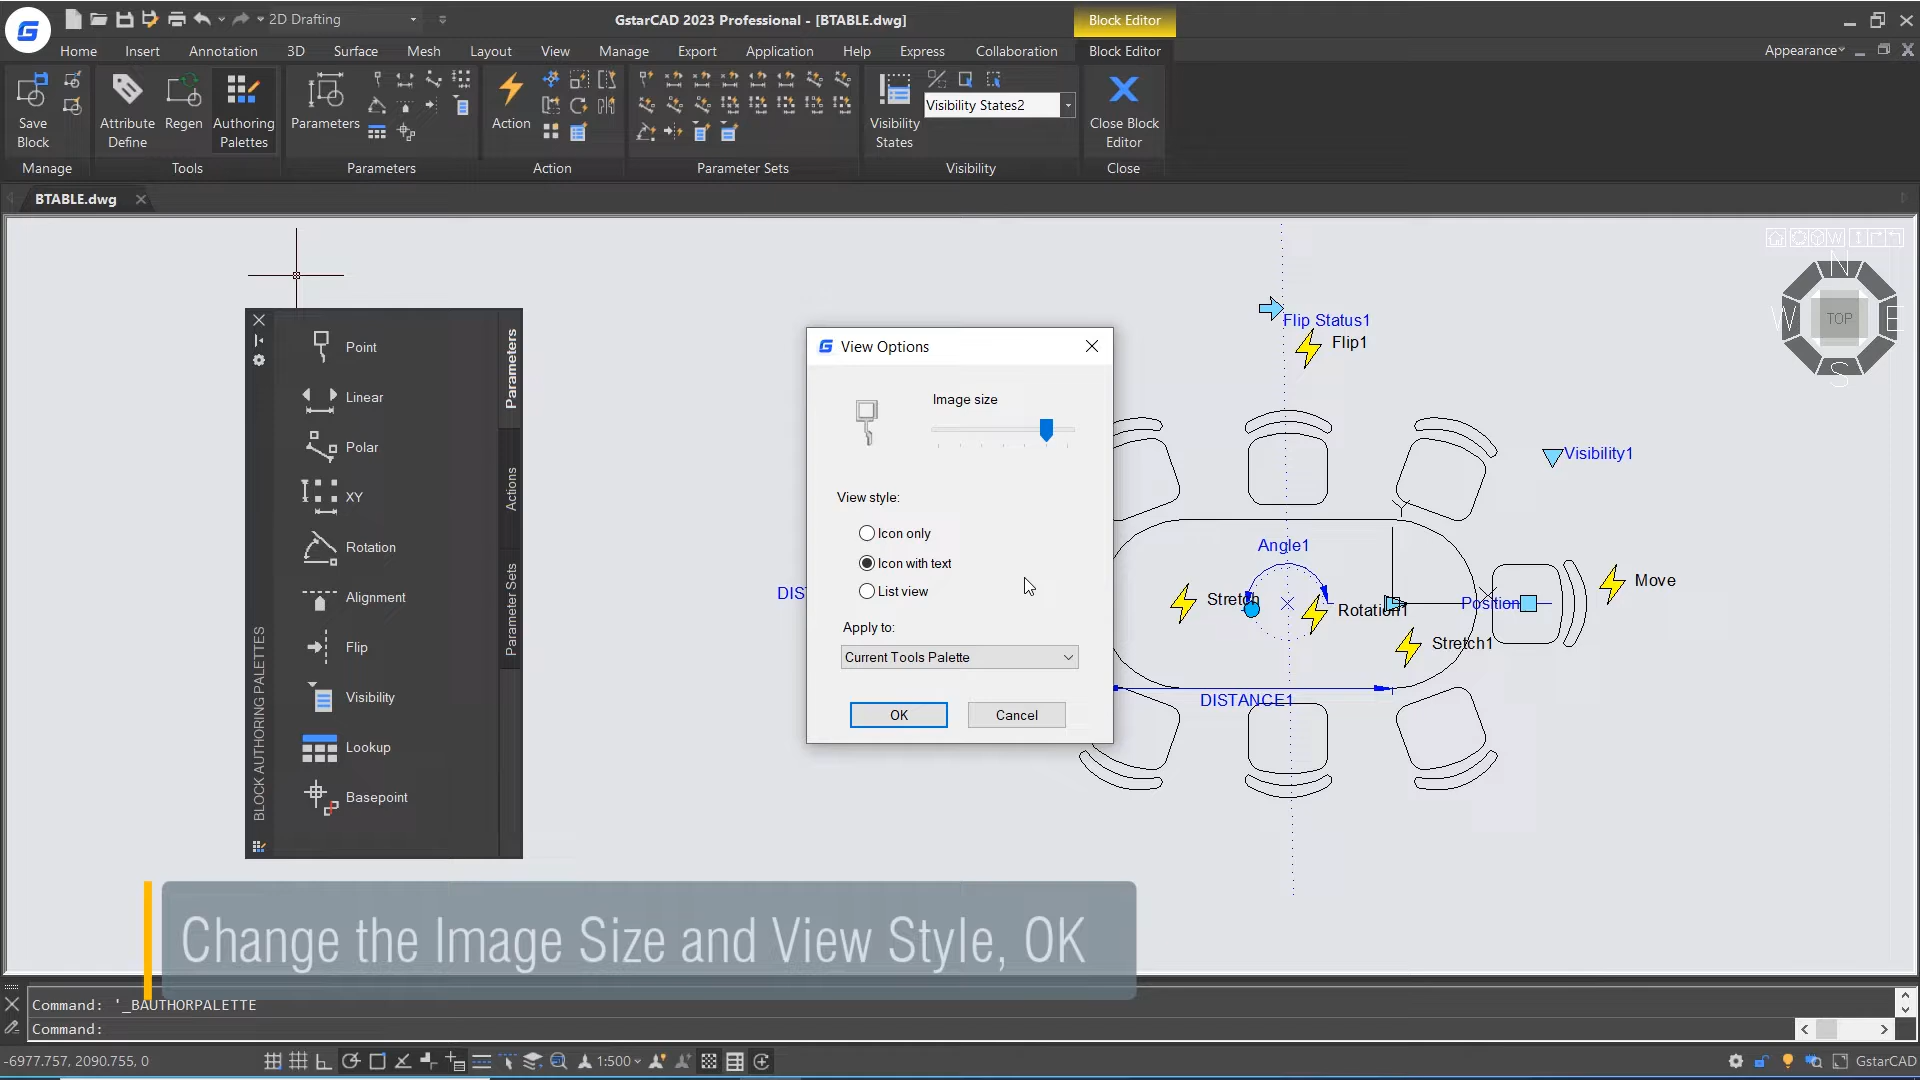 2D Drafting
GstarCAD 2023 Professional - [BTABLE.dwg]
Block Editor
Home Insert Annotation 3D Surface Mesh Layout View Manage Export Application Help Express Collaboration Block Editor
Appearance
Save Block
Attribute Define
Regen
Authoring Palettes
Parameters
Action
Visibility States
Visibility States2
Close Block Editor
Manage
Tools
Parameters
Action
Parameter Sets
Visibility
Close
BTABLE.dwg
W
N
W
TOP
E
S
Point
Linear
Polar
XY
Rotation
Alignment
Flip
Visibility
Lookup
Basepoint
Parameters
Actions
Parameter Sets
BLOCK AUTHORING PALETTES
View Options
Image size
View style:
Icon only
Icon with text
List view
Apply to:
Current Tools Palette
OK
Cancel
Flip Status1
Flip1
Visibility1
Y
Angle1
DIS
Stretch
Rotation1
Position
Move
Stretch1
DISTANCE1
Change the Image Size and View Style, OK
Command: '_BAUTHORPALETTE
Command:
-6977.757, 2090.755, 0
1:500
GstarCAD